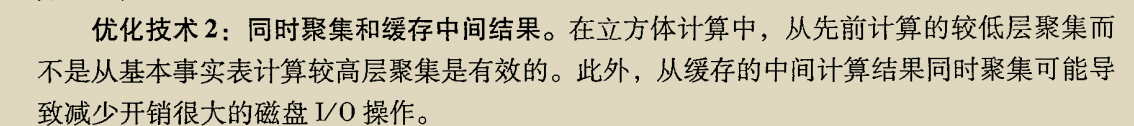 优化技术2：同时聚集和缓存中间结果。在立方体计算中，从先前计算的较低层聚集而
不是从基本事实表计算较高层聚集是有效的。此外，从缓存的中间计算结果同时聚集可能导
致减少开销很大的磁盘 I/O 操作。